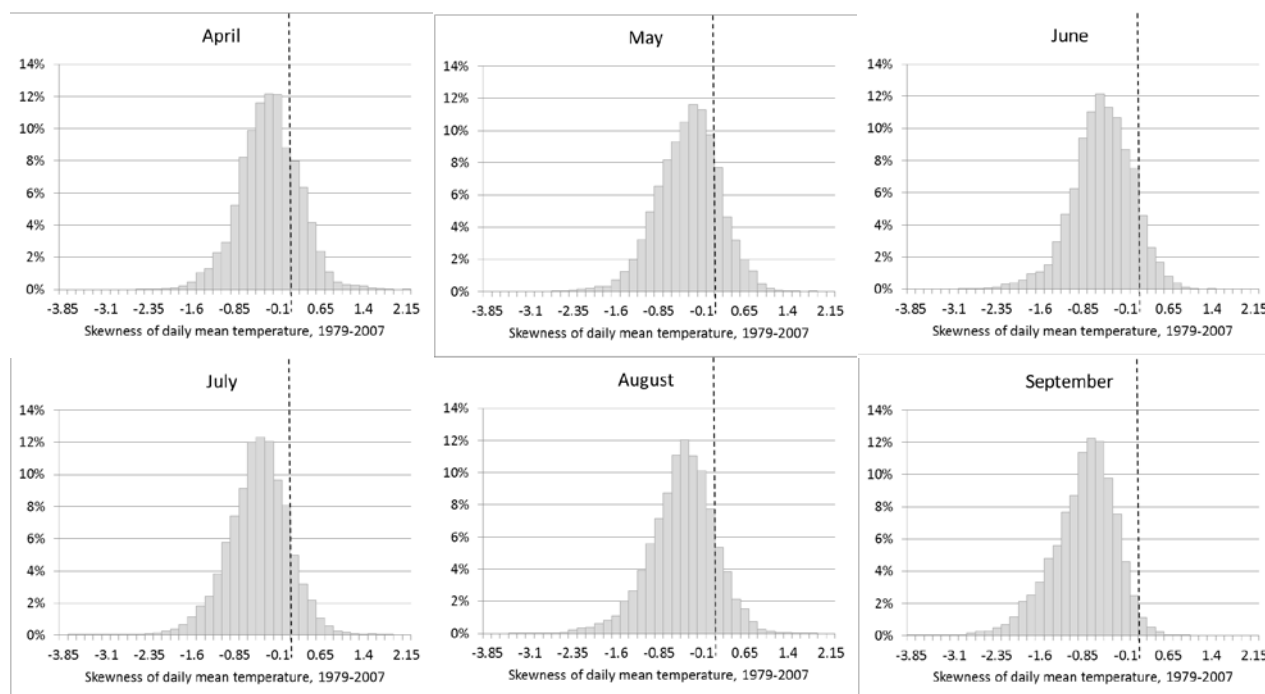 April
14%
12%
10%
8%
6%
4%
2%
0%
-3.85 -3.1 -2.35 -1.6 -0.85 -0.1 0.65 1.4 2.15
Skewness of daily mean temperature, 1979-2007
May
14%
12%
10%
8%
6%
4%
2%
0%
-3.85 -3.1 -2.35 -1.6 -0.85 -0.1 0.65 1.4 2.15
Skewness of daily mean temperature, 1979-2007
June
14%
12%
10%
8%
6%
4%
2%
0%
-3.85 -3.1 -2.35 -1.6 -0.85 -0.1 0.65 1.4 2.15
Skewness of daily mean temperature, 1979-2007
July
14%
12%
10%
8%
6%
4%
2%
0%
-3.85 -3.1 -2.35 -1.6 -0.85 -0.1 0.65 1.4 2.15
Skewness of daily mean temperature, 1979-2007
August
14%
12%
10%
8%
6%
4%
2%
0%
-3.85 -3.1 -2.35 -1.6 -0.85 -0.1 0.65 1.4 2.15
Skewness of daily mean temperature, 1979-2007
September
14%
12%
10%
8%
6%
4%
2%
0%
-3.85 -3.1 -2.35 -1.6 -0.85 -0.1 0.65 1.4 2.15
Skewness of daily mean temperature, 1979-2007